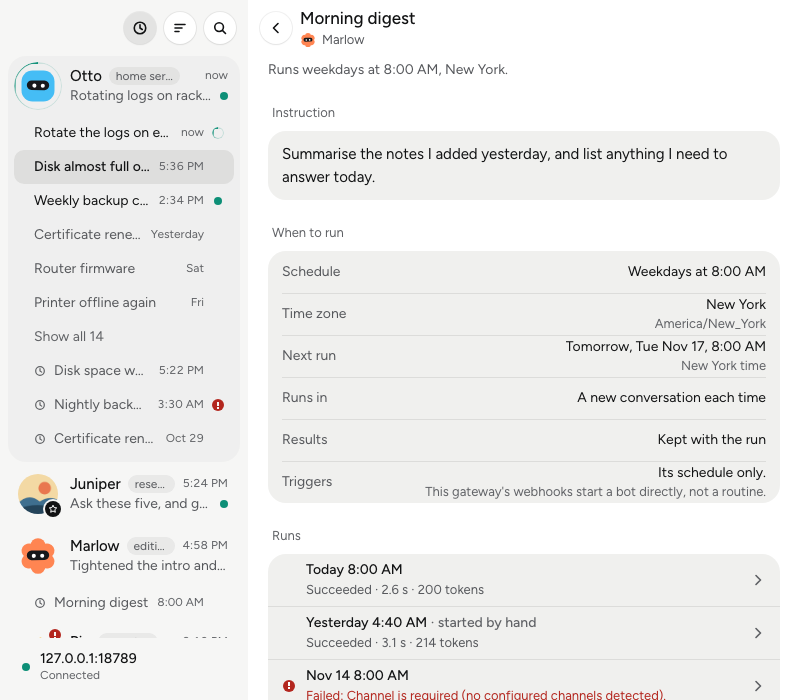 Otto home ser... now
Rotating logs on rack...
Rotate the logs on e... now
Disk almost full o... 5:36 PM
Weekly backup c... 2:34 PM
Certificate rene... Yesterday
Router firmware Sat
Printer offline again Fri
Show all 14
Disk space w... 5:22 PM
Nightly back... 3:30 AM
Certificate ren... Oct 29
Juniper rese... 5:24 PM
Ask these five, and g...
Marlow editi... 4:58 PM
Tightened the intro and...
Morning digest 8:00 AM
127.0.0.1:18789
Connected
Morning digest
Marlow
Runs weekdays at 8:00 AM, New York.
Instruction
Summarise the notes I added yesterday, and list anything I need to
answer today.
When to run
Schedule Weekdays at 8:00 AM
Time zone New York
America/New_York
Next run Tomorrow, Tue Nov 17, 8:00 AM
New York time
Runs in A new conversation each time
Results Kept with the run
Triggers Its schedule only.
This gateway's webhooks start a bot directly, not a routine.
Runs
Today 8:00 AM
Succeeded · 2.6 s · 200 tokens
Yesterday 4:40 AM · started by hand
Succeeded · 3.1 s · 214 tokens
Nov 14 8:00 AM
Failed: Channel is required (no configured channels detected).